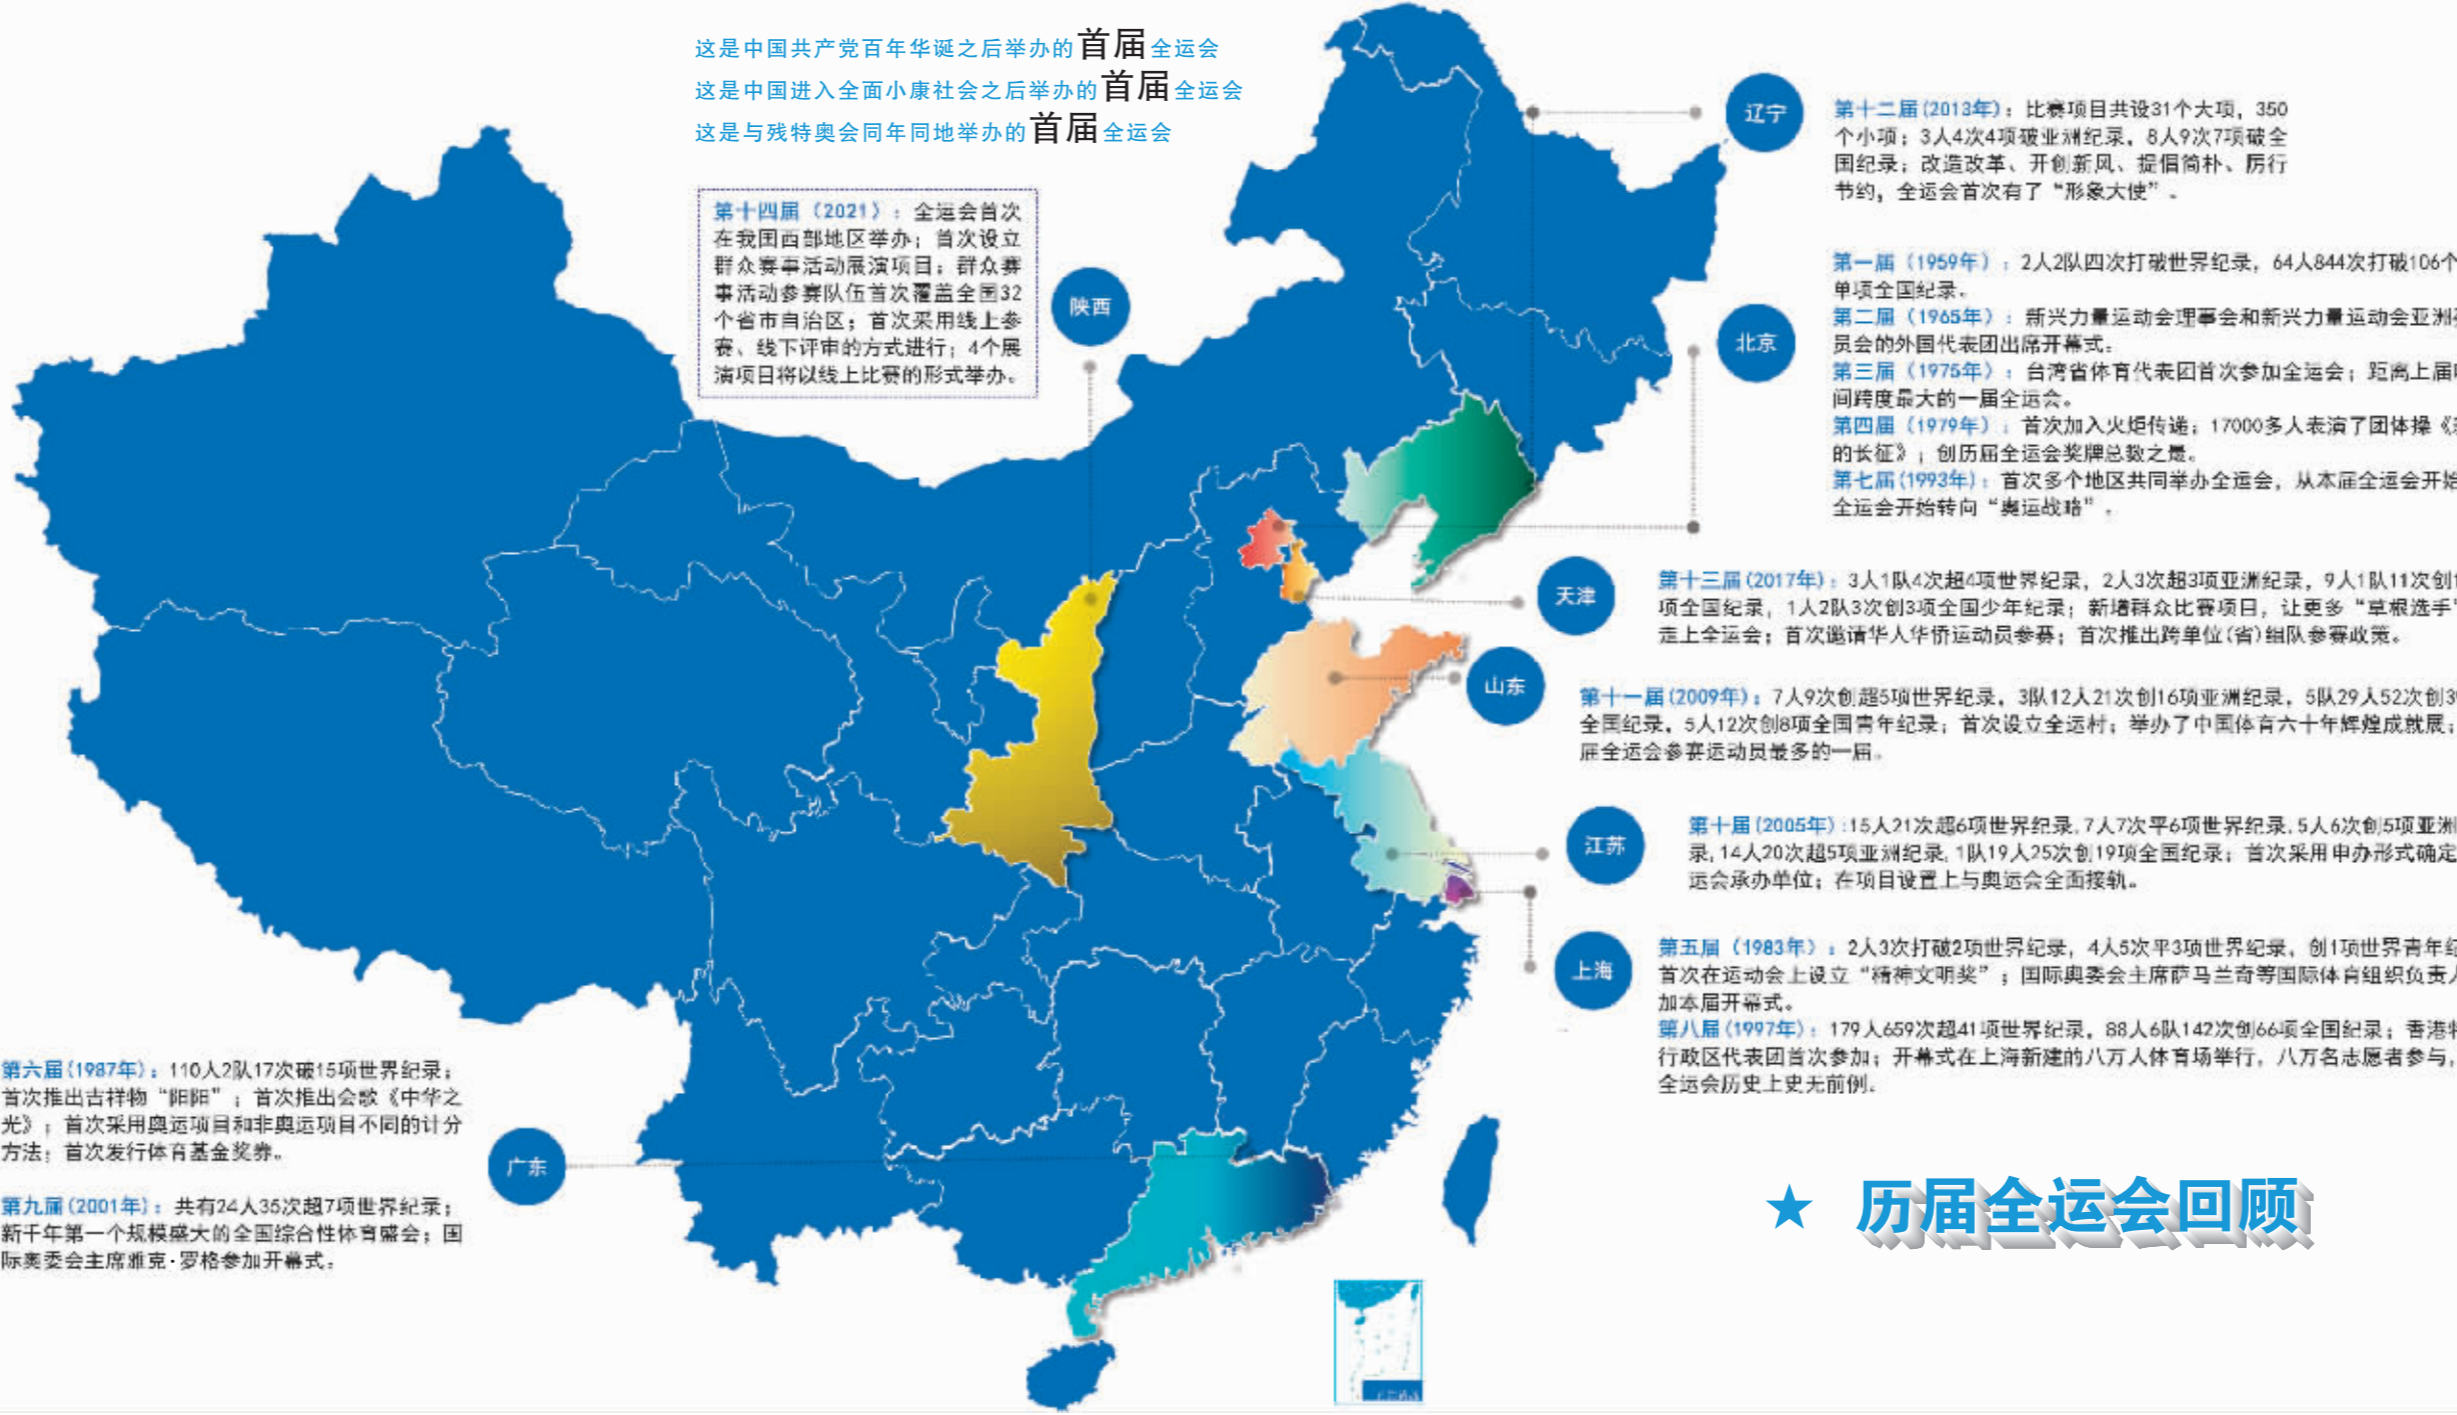 这是中国共产党百年华诞之后举办的首届全运会
这是中国进入全面小康社会之后举办的首届全运会
这是与残特奥会同年同地举办的首届全运会
第十四届（2021）：全运会首次
在我国西部地区举办；首次设立
群众赛事活动展演项目；群众赛
事活动参赛队伍首次覆盖全国32
个省市自治区；首次采用线上参
赛、线下评审的方式进行；4个展
演项目将以线上比赛的形式举办。
陕西
辽宁
第十二届(2013年)：比赛项目共设31个大项，350
个小项；3人4次4项破亚洲纪录，8人9次7项破全
国纪录；改造改革、开创新风、提倡简朴、厉行
节约，全运会首次有了“形象大使”。
北京
第一届（1959年）：2人2队四次打破世界纪录，64人844次打破106个
单项全国纪录。
第二届（1965年）：新兴力量运动会理事会和新兴力量运动会亚洲
员会的外国代表团出席开幕式。
第三届（1975年）：台湾省体育代表团首次参加全运会；距离上届
间跨度最大的一届全运会。
第四届（1979年）：首次加入火炬传递；17000多人表演了团体操《
的长征》；创历届全运会奖牌总数之最。
第七届(1993年)：首次多个地区共同举办全运会，从本届全运会开始
全运会开始转向“奥运战略”。
天津
第十三届(2017年)：3人1队4次超4项世界纪录，2人3次超3项亚洲纪录，9人1队11次创
项全国纪录，1人2队3次创3项全国少年纪录；新增群众比赛项目，让更多“草根选手”
走上全运会；首次邀请华人华侨运动员参赛；首次推出跨单位(省)组队参赛政策。
山东
第十一届(2009年)：7人9次创超5项世界纪录，3队12人21次创16项亚洲纪录，5队29人52次创3
全国纪录，5人12次创8项全国青年纪录；首次设立全运村；举办了中国体育六十年辉煌成就展；
届全运会参赛运动员最多的一届。
江苏
第十届(2005年):15人21次超6项世界纪录,7人7次平6项世界纪录,5人6次创5项亚洲
录,14人20次超5项亚洲纪录,1队19人25次创19项全国纪录；首次采用申办形式确定
运会承办单位；在项目设置上与奥运会全面接轨。
上海
第五届（1983年）：2人3次打破2项世界纪录，4人5次平3项世界纪录，创1项世界青年纪
首次在运动会上设立“精神文明奖”；国际奥委会主席萨马兰奇等国际体育组织负责人
加本届开幕式。
第八届(1997年)：179人659次超41项世界纪录，88人6队142次创66项全国纪录；香港特
行政区代表团首次参加；开幕式在上海新建的八万人体育场举行，八万名志愿者参与，
全运会历史上史无前例。
第六届(1987年)：110人2队17次破15项世界纪录；
首次推出吉祥物“阳阳”；首次推出会歌《中华之
光》；首次采用奥运项目和非奥运项目不同的计分
方法；首次发行体育基金奖券。
广东
第九届(2001年)：共有24人35次超7项世界纪录；
新千年第一个规模盛大的全国综合性体育盛会；国
际奥委会主席雅克·罗格参加开幕式。
★ 历届全运会回顾